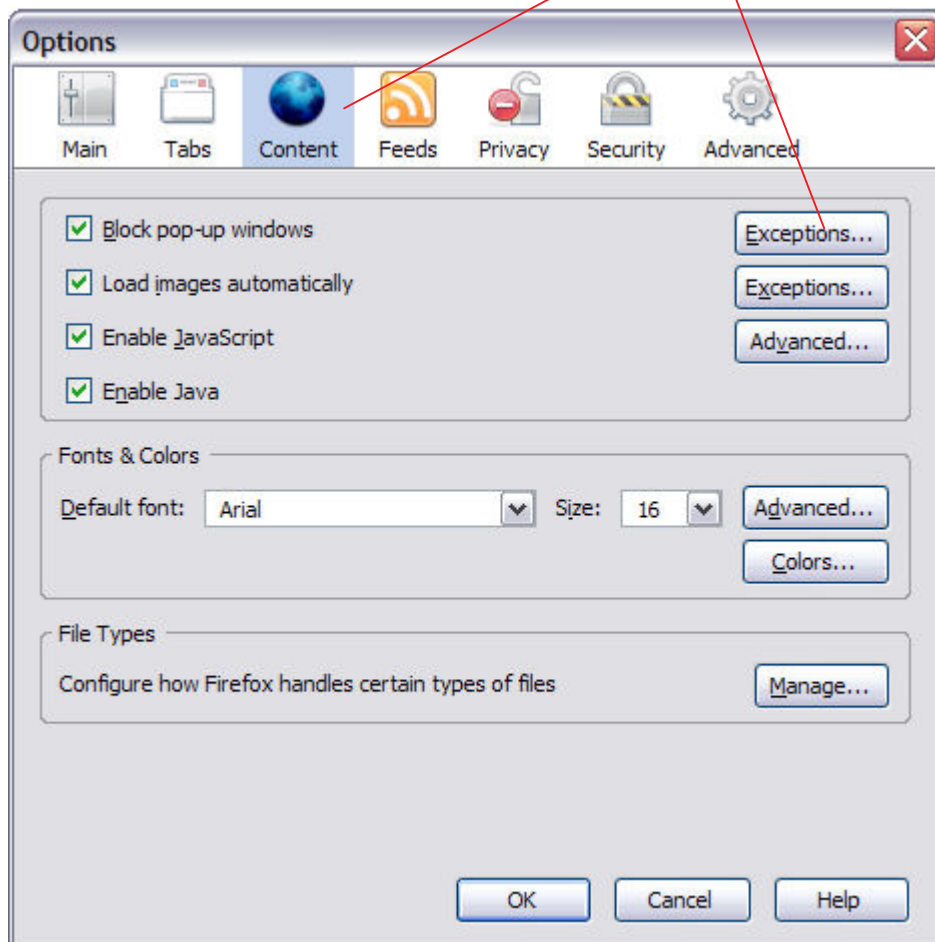 Options
Main Tabs Content Feeds Privacy Security Advanced
Block pop-up windows Exceptions...
Load images automatically Exceptions...
Enable JavaScript Advanced...
Enable Java
Fonts & Colors
Default font: Arial Size: 16 Advanced...
Colors...
File Types
Configure how Firefox handles certain types of files Manage...
OK Cancel Help